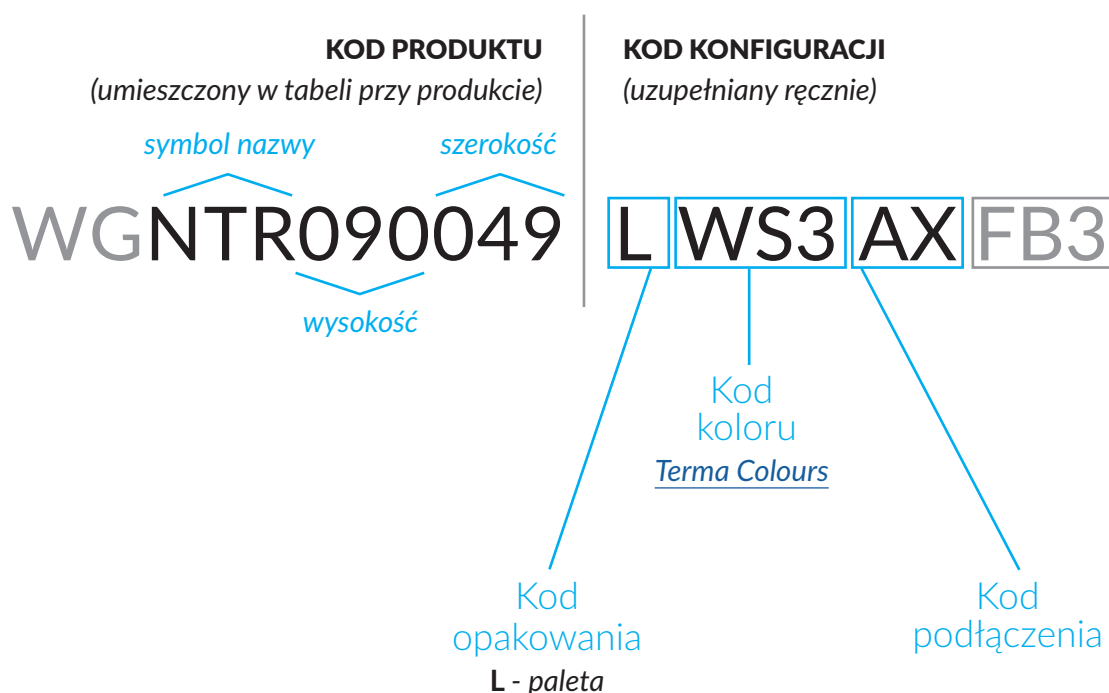 KOD PRODUKTU
(umieszczony w tabeli przy produkcie)
KOD KONFIGURACJI
(uzupełniany ręcznie)
symbol nazwy
szerokość
WGNTR090049 L WS3 AX FB3
wysokość
Kod
koloru
Terma Colours
Kod
opakowania
L - paleta
Kod
podłączenia